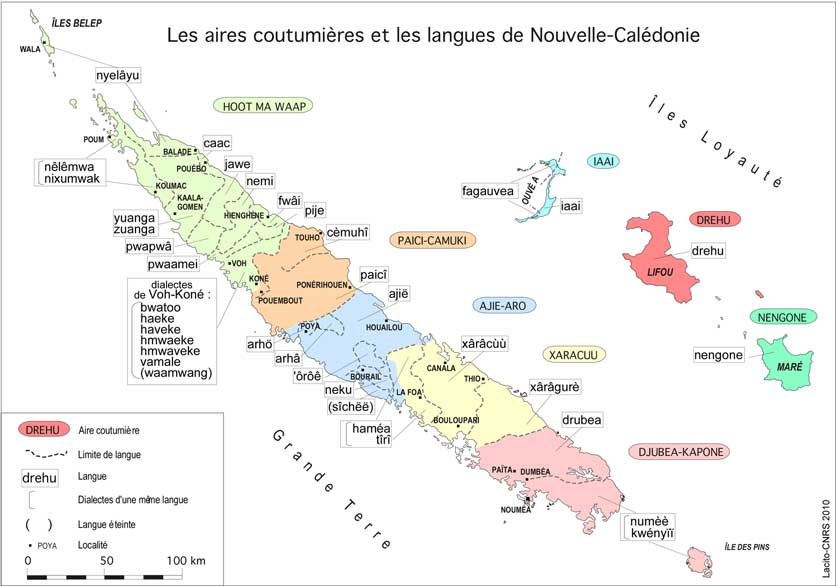 Les aires coutumières et les langues de Nouvelle-Calédonie
ÎLES BELEP
WALA
nyelâyu
HOOT MA WAAP
Îles Loyauté
POUM
BALADE
caac
POUÉBO
jawe
nêlêmwa
nixumwak
KOUMAC
nemi
KAALA-
GOMEN
fwâi
HIENGHÈNE
pije
yuanga
zuanga
pwapwâ
pwaamei
TOUHO
cèmuhî
VOH
KONÉ
POUEMBOUT
PONÉRIHOUEN
PAICI-CAMUKI
paicî
dialectes
de Voh-Koné :
bwatoo
haeke
haveke
hmwaeke
hmwaveke
vamale
(waamwang)
IAAI
fagauvea
OUVÉA
iaai
DREHU
drehu
LIFOU
NENGONE
nengone
MARÉ
AJIE-ARO
ajië
POYA
HOUAILOU
arhö
arhâ
'ôrôê
neku
(sîchëë)
BOURAIL
xârâcùù
XARACUU
CANALA
THIO
LA FOA
xârâgurè
haméa
tîrî
BOULOUPARI
drubea
DJUBEA-KAPONE
PAÏTA
DUMBÉA
NOUMÉA
numèè
kwényïï
ÎLE DES PINS
Grande Terre
DREHU Aire coutumière
Limite de langue
drehu Langue
Dialectes d'une même langue
( ) Langue éteinte
POYA Localité
0 50 100 km
Lacito-CNRS 2010